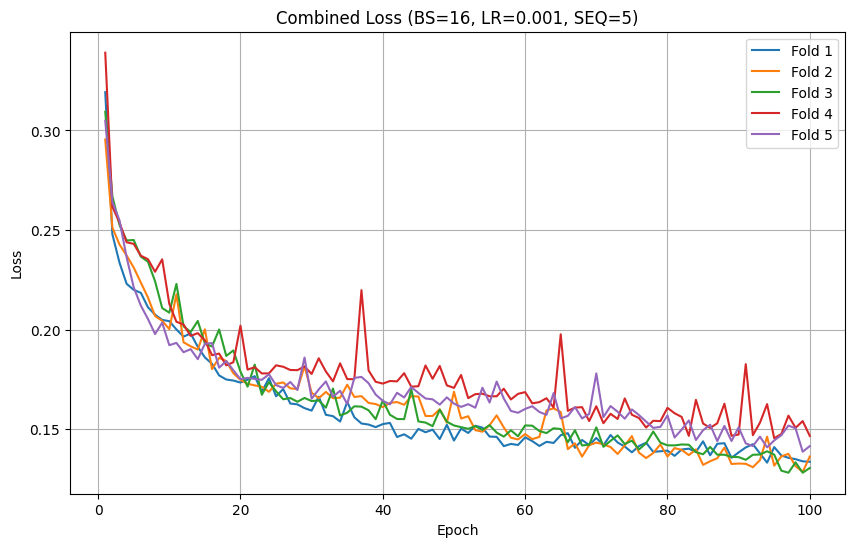 Combined Loss (BS=16, LR=0.001, SEQ=5)
Fold 1
Fold 2
Fold 3
Fold 4
Fold 5
Loss
0.30
0.25
0.20
0.15
0
20
40
60
80
100
Epoch